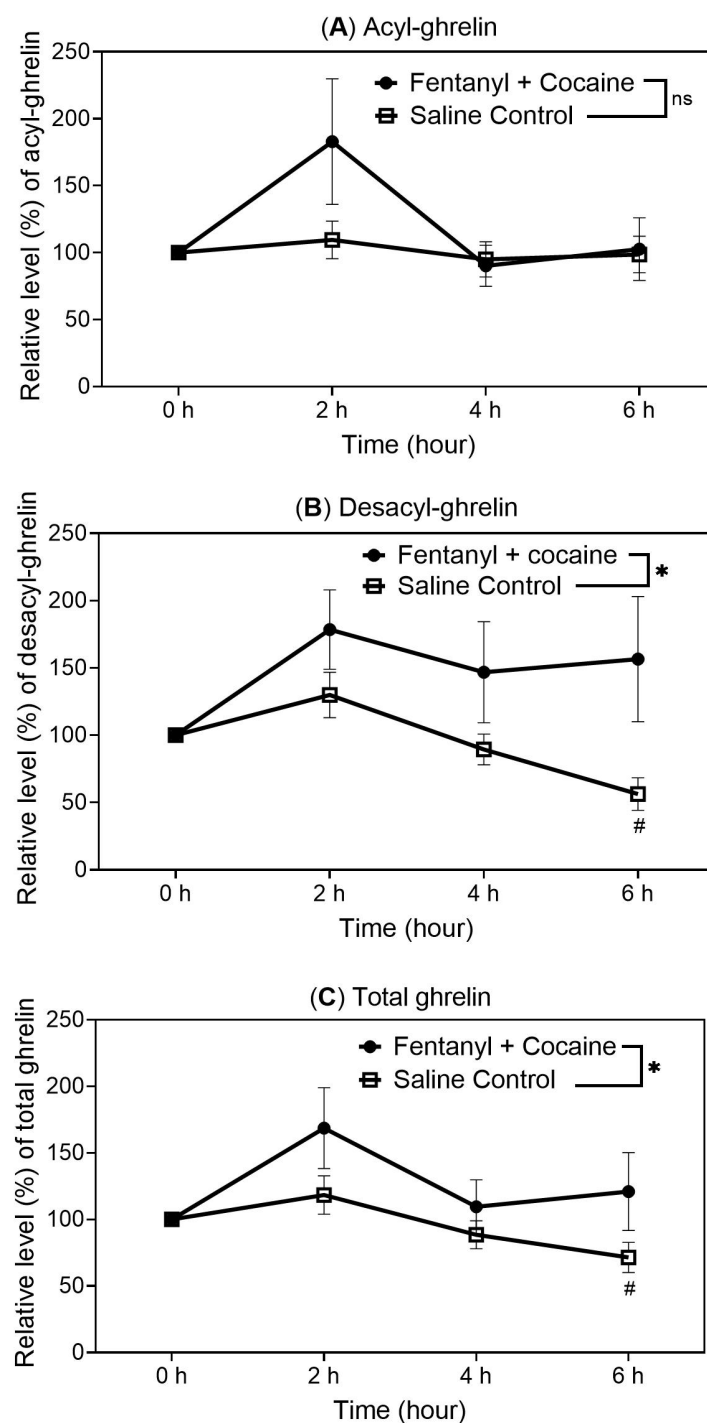 (A) Acyl-ghrelin
Relative level (%) of acyl-ghrelin
250
200
150
100
50
0
Fentanyl + Cocaine
Saline Control
ns
0 h 2 h 4 h 6 h
Time (hour)
(B) Desacyl-ghrelin
Relative level (%) of desacyl-ghrelin
250
200
150
100
50
0
Fentanyl + cocaine
Saline Control
*
#
0 h 2 h 4 h 6 h
Time (hour)
(C) Total ghrelin
Relative level (%) of total ghrelin
250
200
150
100
50
0
Fentanyl + Cocaine
Saline Control
*
#
0 h 2 h 4 h 6 h
Time (hour)